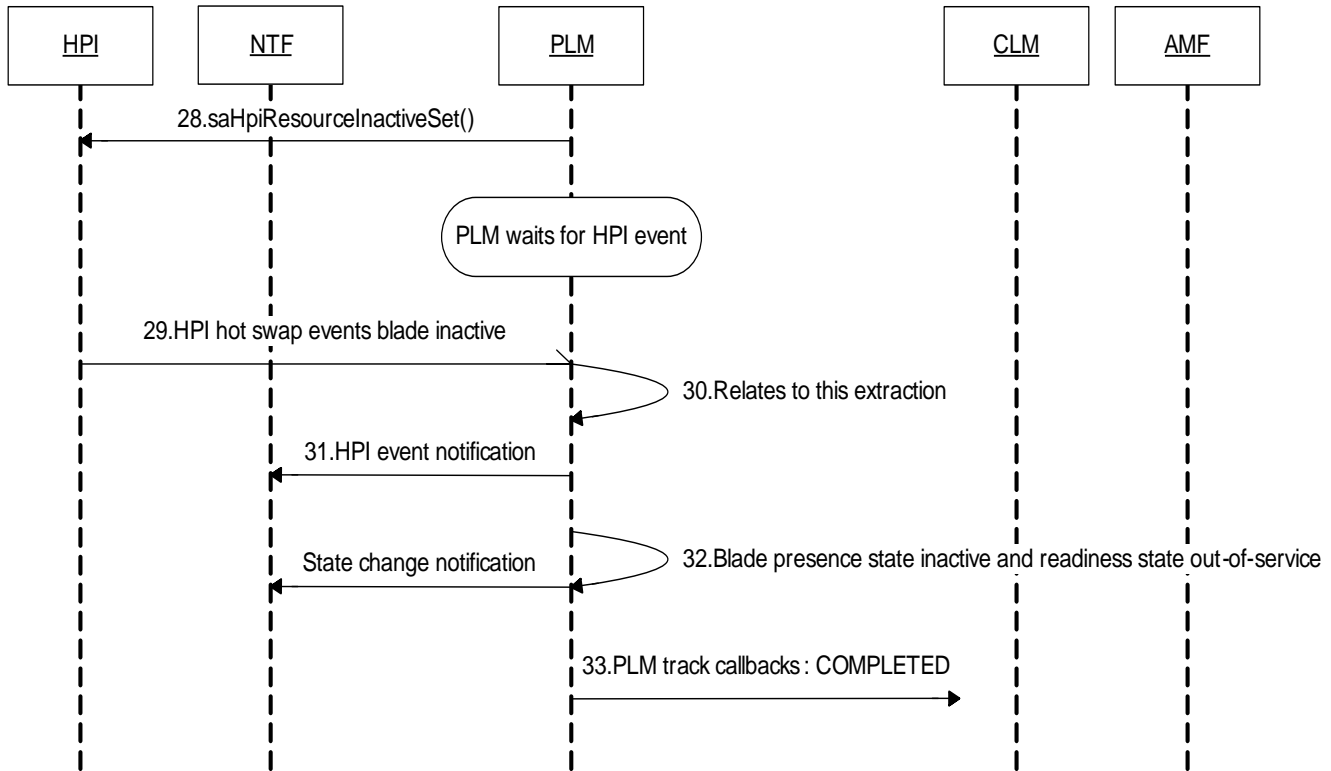 HPI
NTF
PLM
CLM
AMF
28.saHpiResourceInactiveSet()
PLM waits for HPI event
29.HPI hot swap events blade inactive
30.Relates to this extraction
31.HPI event notification
State change notification
32.Blade presence state inactive and readiness state out-of-service
33.PLM track callbacks : COMPLETED